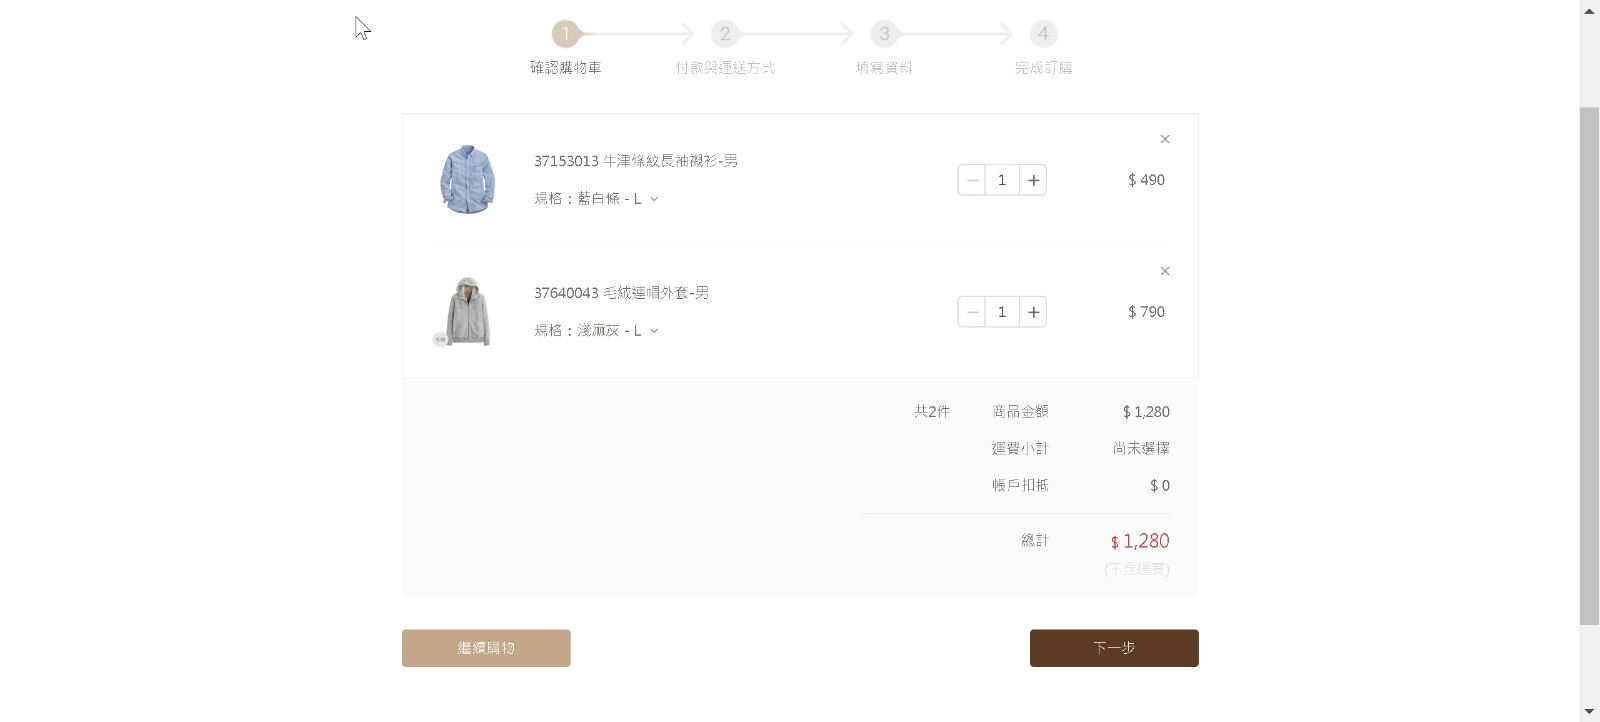 1 2 3 4
確認購物車 付款與運送方式 填寫資料 完成訂購
37153013 牛津條紋長袖襯衫-男
規格：藍白條 - L
1
$ 490
37640043 毛絨連帽外套-男
規格：淺麻灰 - L
1
$ 790
共2件 商品金額 $ 1,280
運費小計 尚未選擇
帳戶扣抵 $ 0
總計 $ 1,280
(不含運費)
繼續購物 下一步